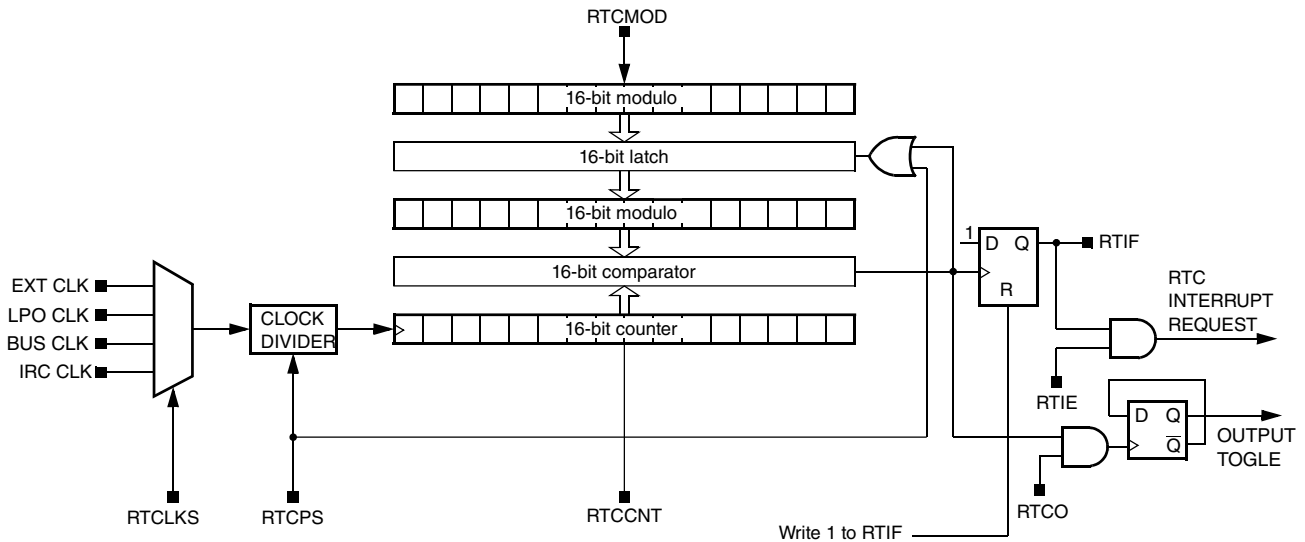 RTCMOD
16-bit modulo
16-bit latch
16-bit modulo
1
D Q
R
RTIF
EXT CLK
LPO CLK
BUS CLK
IRC CLK
16-bit comparator
CLOCK
DIVIDER
16-bit counter
RTC
INTERRUPT
REQUEST
RTIE
D Q
Q
OUTPUT
TOGLE
RTCLKS
RTCPS
RTCCNT
RTCO
Write 1 to RTIF